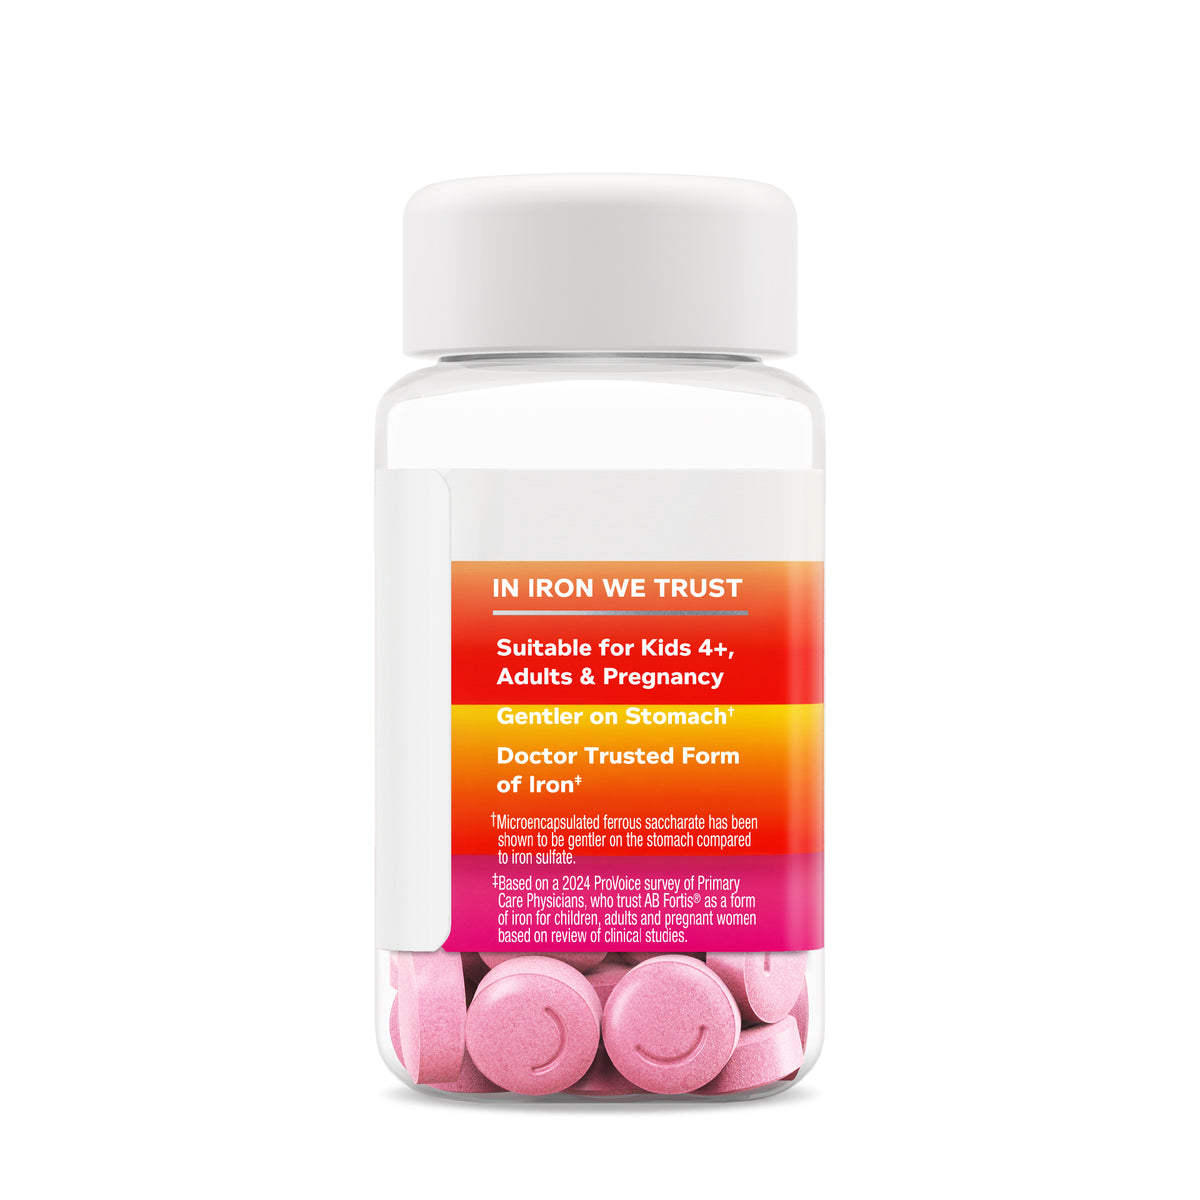 IN IRON WE TRUST
Suitable for Kids 4+,
Adults & Pregnancy
Gentler on Stomach†
Doctor Trusted Form
of Iron‡
†Microencapsulated ferrous saccharate has been
shown to be gentler on the stomach compared
to iron sulfate.
‡Based on a 2024 ProVoice survey of Primary
Care Physicians, who trust AB Fortis® as a form
of iron for children, adults and pregnant women
based on review of clinical studies.